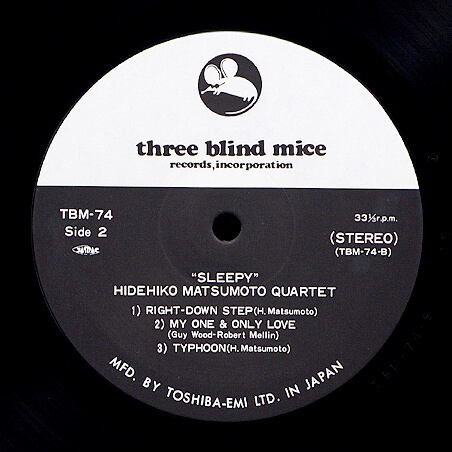 three blind mice
records, incorporation
TBM-74
33⅓ r.p.m.
Side 2
(STEREO)
(TBM-74-B)
"SLEEPY"
HIDEHIKO MATSUMOTO QUARTET
1) RIGHT-DOWN STEP (H. Matsumoto)
2) MY ONE & ONLY LOVE
(Guy Wood-Robert Mellin)
3) TYPHOON (H. Matsumoto)
MFD. BY TOSHIBA-EMI LTD. IN JAPAN